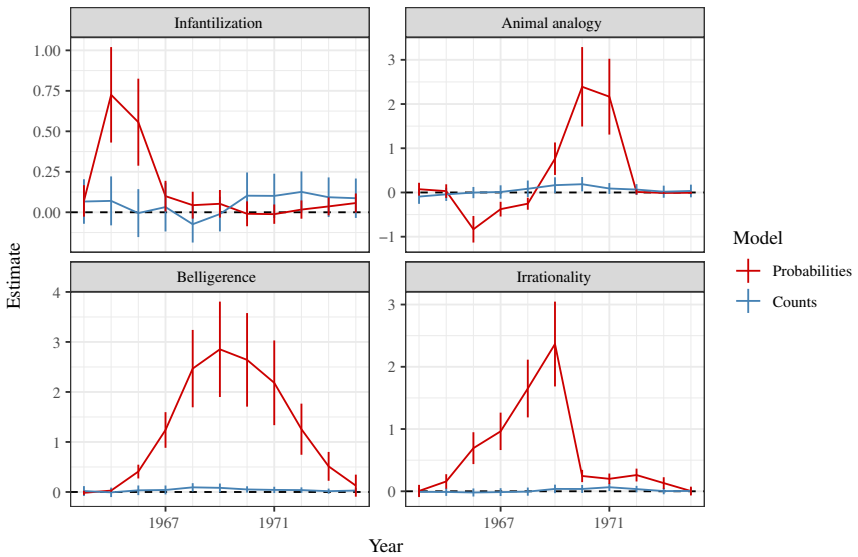 Infantilization
Animal analogy
1.00
0.75
0.50
0.25
0.00
3
2
1
0
−1
Estimate
Belligerence
Irrationality
4
3
2
1
0
3
2
1
0
1967
1971
1967
1971
Year
Model
Probabilities
Counts